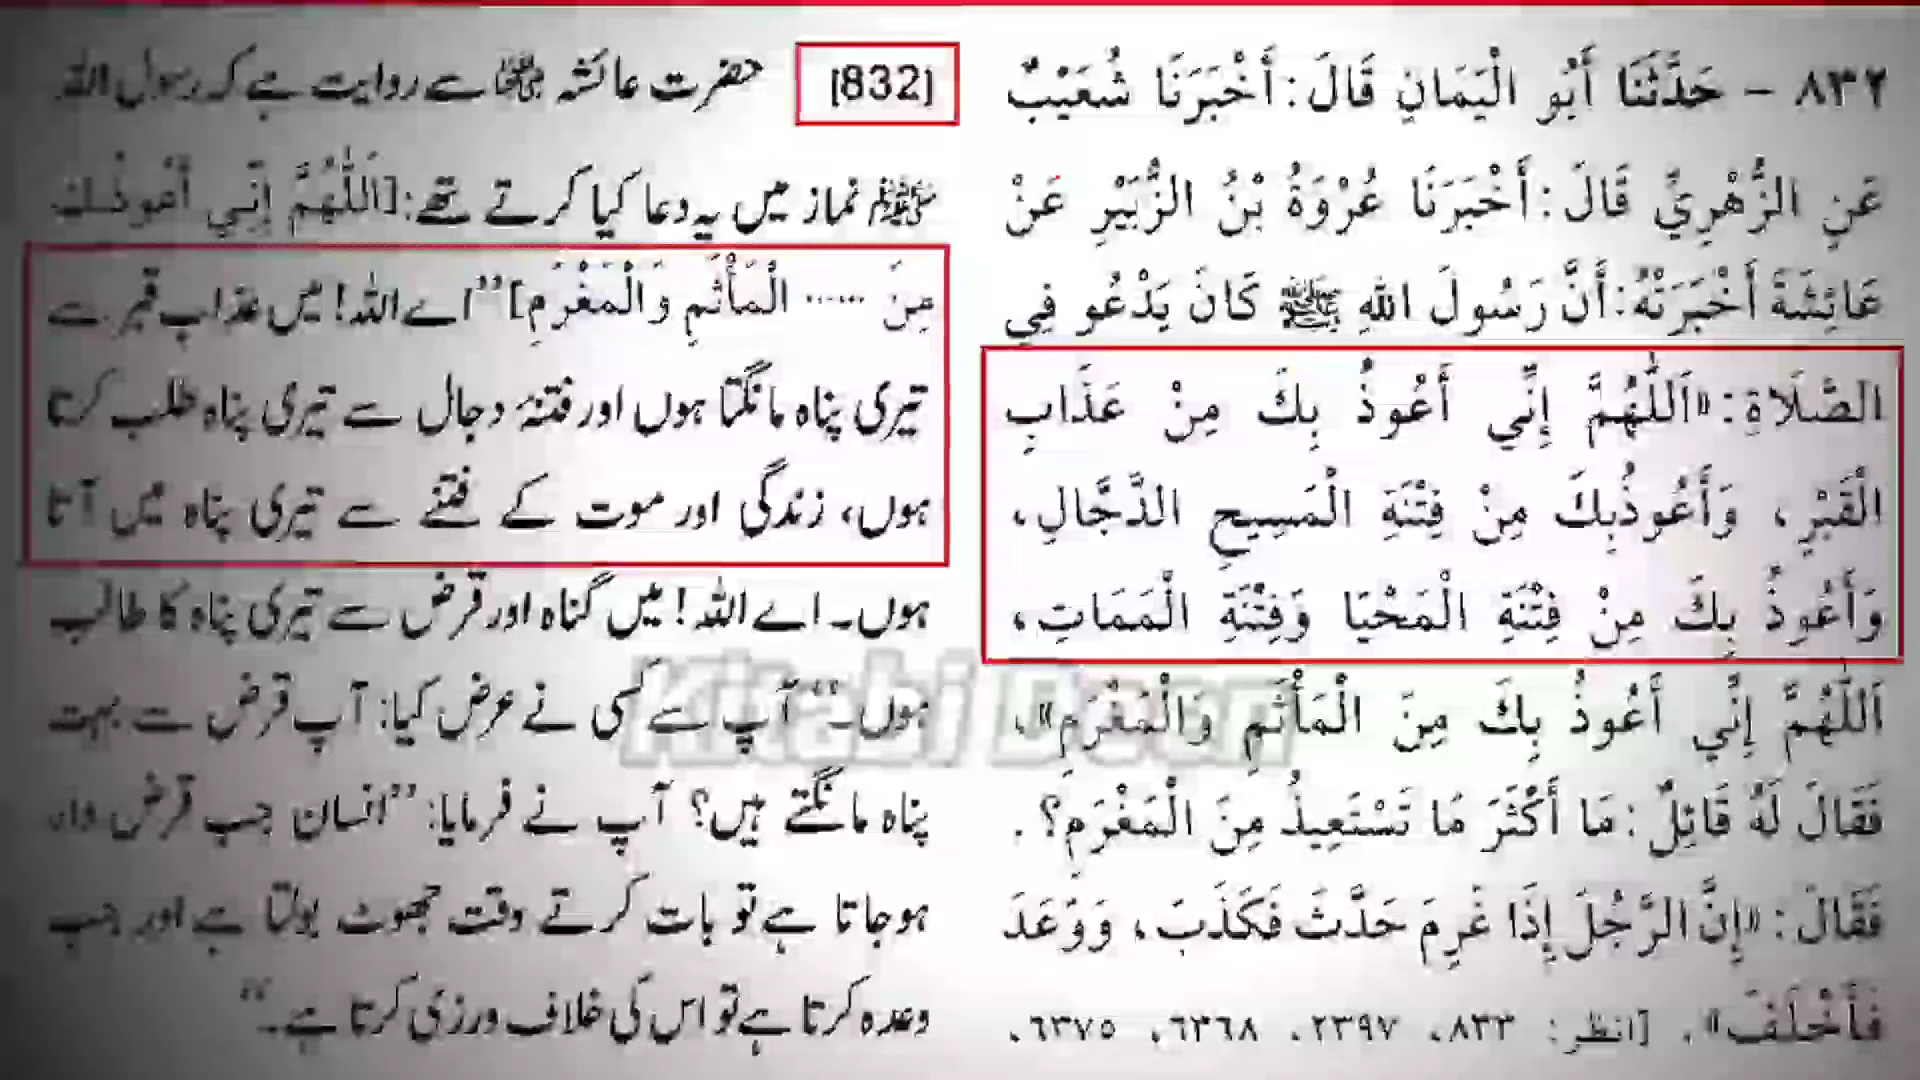 ٨٣٢ - حَدَّثَنَا أَبُو الْيَمَانِ قَالَ: أَخْبَرَنَا شُعَيْبٌ
عَنِ الزُّهْرِيِّ قَالَ: أَخْبَرَنَا عُرْوَةُ بْنُ الزُّبَيْرِ عَنْ
عَائِشَةَ أَخْبَرَتْهُ: أَنَّ رَسُولَ اللهِ ﷺ كَانَ يَدْعُو فِي
الصَّلَاةِ: «اَللّٰهُمَّ إِنِّي أَعُوذُ بِكَ مِنْ عَذَابِ
الْقَبْرِ، وَأَعُوذُبِكَ مِنْ فِتْنَةِ الْمَسِيحِ الدَّجَّالِ،
وَأَعُوذُ بِكَ مِنْ فِتْنَةِ الْمَحْيَا وَفِتْنَةِ الْمَمَاتِ،
اَللّٰهُمَّ إِنِّي أَعُوذُ بِكَ مِنَ الْمَأْثَمِ وَالْمَغْرَمِ».
فَقَالَ لَهُ قَائِلٌ: مَا أَكْثَرَ مَا تَسْتَعِيذُ مِنَ الْمَغْرَمِ؟.
فَقَالَ: «إِنَّ الرَّجُلَ إِذَا غَرِمَ حَدَّثَ فَكَذَبَ، وَوَعَدَ
فَأَخْلَفَ». [انظر: ٨٣٣، ٢٣٩٧، ٦٣٦٨، ٦٣٧٥،
[832] حضرت عائشہ ؓ سے روایت ہے کہ رسول اللہ
ﷺ نماز میں یہ دعا کیا کرتے تھے: [اَللّٰهُمَّ إِنِّي أَعُوذُبِكَ
مِنَ ...... الْمَأْثَمِ وَالْمَغْرَمِ] ”اے اللہ! میں عذاب قبر سے
تیری پناہ مانگتا ہوں اور فتنۂ دجال سے تیری پناہ طلب کرتا
ہوں، زندگی اور موت کے فتنے سے تیری پناہ میں آتا
ہوں۔ اے اللہ! میں گناہ اور قرض سے تیری پناہ کا طالب
ہوں۔“ آپ سے کسی نے عرض کیا: آپ قرض سے بہت
پناہ مانگتے ہیں؟ آپ نے فرمایا: ”انسان جب قرض دار
ہوجاتا ہے تو بات کرتے وقت جھوٹ بولتا ہے اور جب
وعدہ کرتا ہے تو اس کی خلاف ورزی کرتا ہے۔“
Kitabi Deen